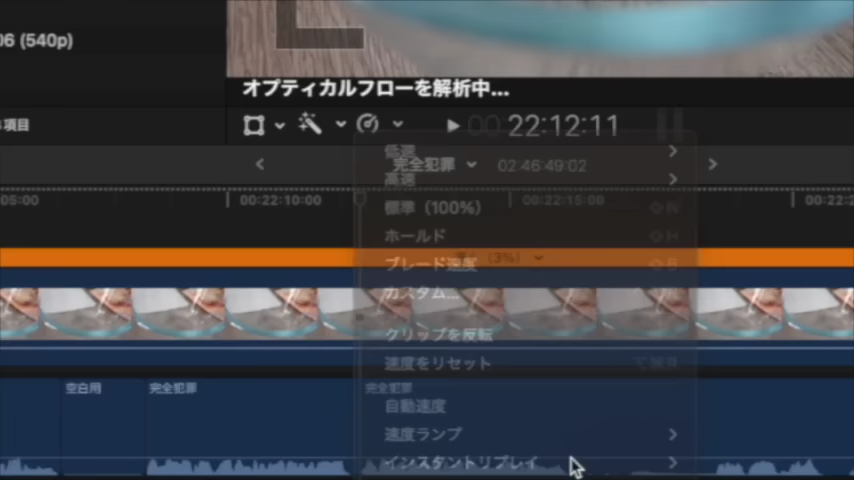 06 (540p)
オプティカルフローを解析中...
項目
22:12:11
低速
完全犯罪
02:46:49:02
高速
05:00
00:22:10:00
00:22:15:00
00:22:2
標準（100%）
ホールド
ブレード速度
(3%)
カスタム...
クリップを反転
速度をリセット
空白用
完全犯罪
完全犯罪
自動速度
速度ランプ
インスタントリプレイ